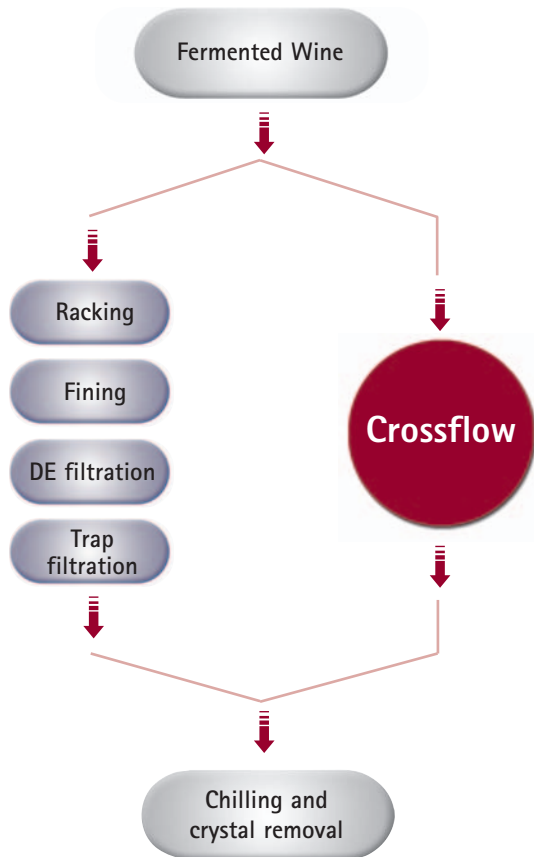 Fermented Wine
Racking
Fining
DE filtration
Trap
filtration
Crossflow
Chilling and
crystal removal